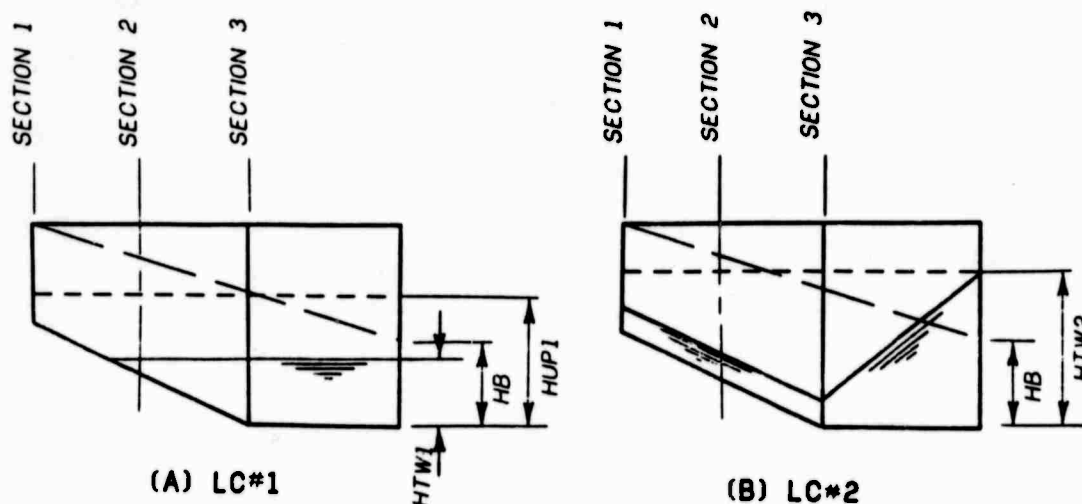 SECTION 1
SECTION 2
SECTION 3
HTW1
HB
HUP1
(A) LC#1
SECTION 1
SECTION 2
SECTION 3
HB
HTW2
(B) LC#2